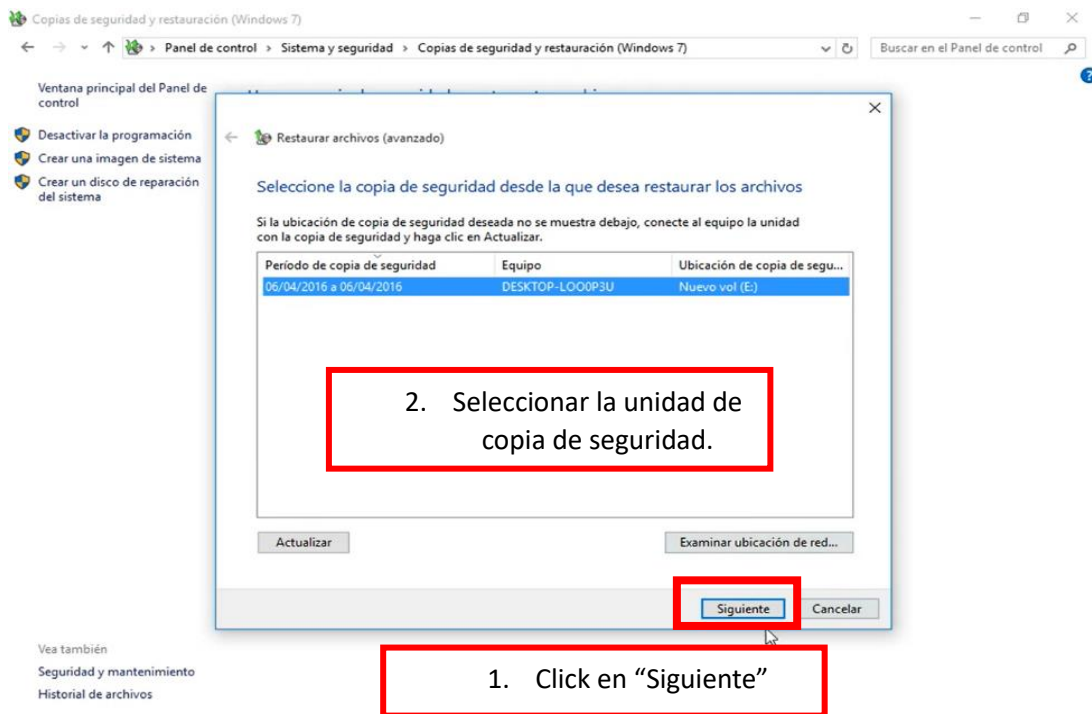 Copias de seguridad y restauración (Windows 7)
Panel de control > Sistema y seguridad > Copias de seguridad y restauración (Windows 7)
Buscar en el Panel de control
Ventana principal del Panel de
control
Desactivar la programación
Crear una imagen de sistema
Crear un disco de reparación
del sistema
Restaurar archivos (avanzado)
Seleccione la copia de seguridad desde la que desea restaurar los archivos
Si la ubicación de copia de seguridad deseada no se muestra debajo, conecte al equipo la unidad
con la copia de seguridad y haga clic en Actualizar.
Período de copia de seguridad Equipo Ubicación de copia de segu...
06/04/2016 a 06/04/2016 DESKTOP-LOO0P3U Nuevo vol (E:)
2. Seleccionar la unidad de
copia de seguridad.
Actualizar Examinar ubicación de red...
Siguiente Cancelar
1. Click en “Siguiente”
Vea también
Seguridad y mantenimiento
Historial de archivos